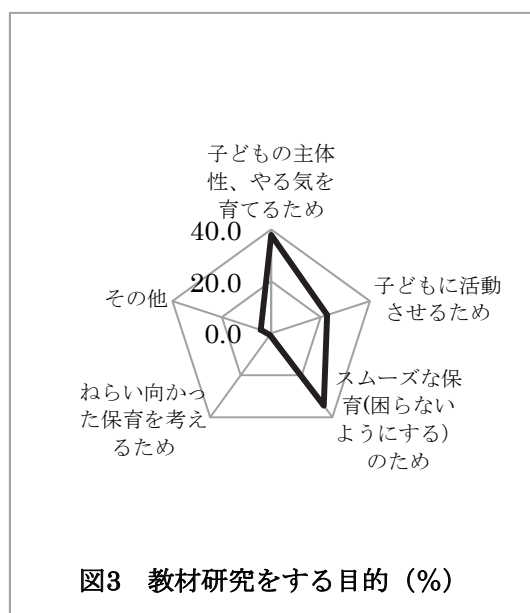 子どもの主体
性、やる気を
育てるため
40.0
20.0
0.0
子どもに活動
させるため
スムーズな保
育(困らない
ようにする）
のため
ねらい向かっ
た保育を考え
るため
その他
図3　教材研究をする目的（%）